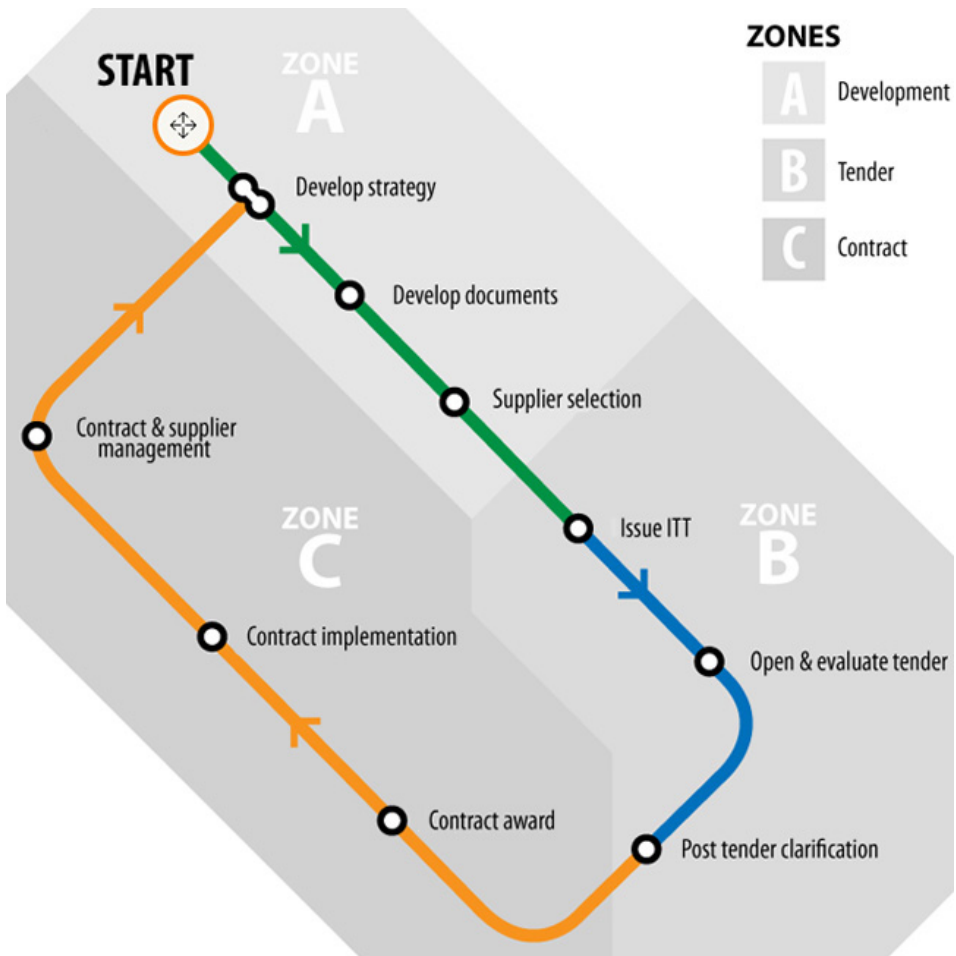 START
ZONE
A
ZONES
A Development
B Tender
C Contract
Develop strategy
Develop documents
Supplier selection
Issue ITT
ZONE
B
Open & evaluate tender
Post tender clarification
Contract award
Contract implementation
ZONE
C
Contract & supplier
management